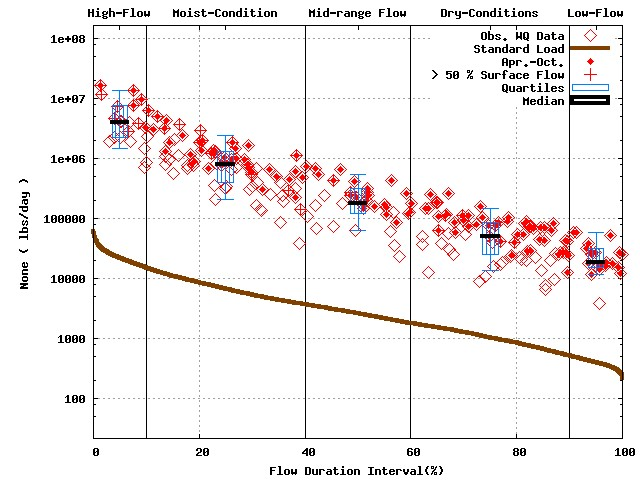 High-Flow Moist-Condition Mid-range Flow Dry-Conditions Low-Flow
1e+08
Obs. WQ Data
Standard Load
Apr.-Oct.
> 50 % Surface Flow
Quartiles
Median
1e+07
1e+06
100000
10000
1000
100
None ( lbs/day )
0 20 40 60 80 100
Flow Duration Interval(%)